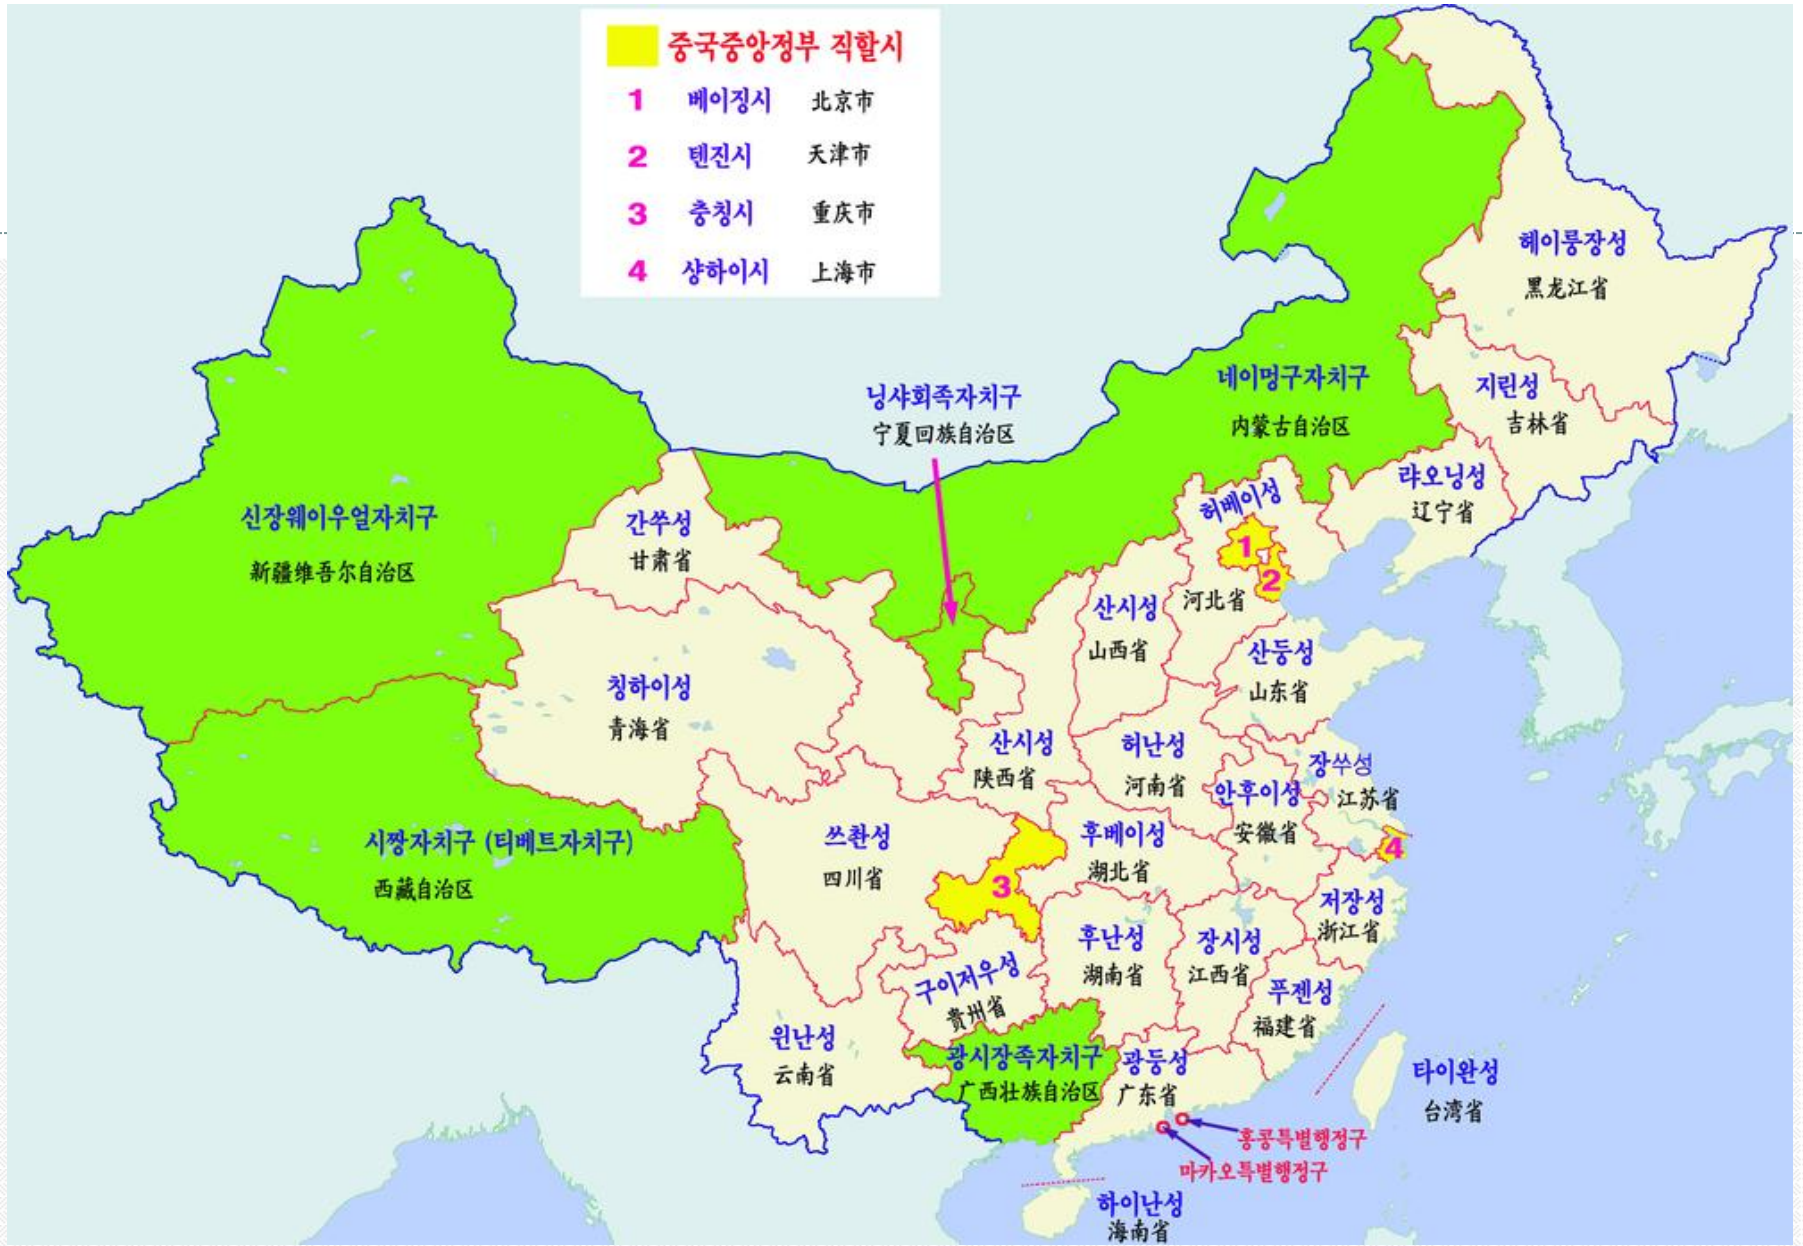 중국중앙정부 직할시
1 베이징시 北京市
2 텐진시 天津市
3 충칭시 重庆市
4 샹하이시 上海市
헤이룽장성
黑龙江省
네이멍구자치구
内蒙古自治区
지린성
吉林省
닝샤회족자치구
宁夏回族自治区
랴오닝성
辽宁省
허베이성
河北省
1
2
신장웨이우얼자치구
新疆维吾尔自治区
간쑤성
甘肃省
산시성
山西省
산둥성
山东省
칭하이성
青海省
산시성
陕西省
허난성
河南省
장쑤성
江苏省
안후이성
安徽省
시짱자치구 (티베트자치구)
西藏自治区
쓰촨성
四川省
3
후베이성
湖北省
4
저장성
浙江省
후난성
湖南省
장시성
江西省
구이저우성
貴州省
푸젠성
福建省
윈난성
云南省
광시장족자치구
广西壮族自治区
광둥성
广东省
타이완성
台湾省
홍콩특별행정구
마카오특별행정구
하이난성
海南省